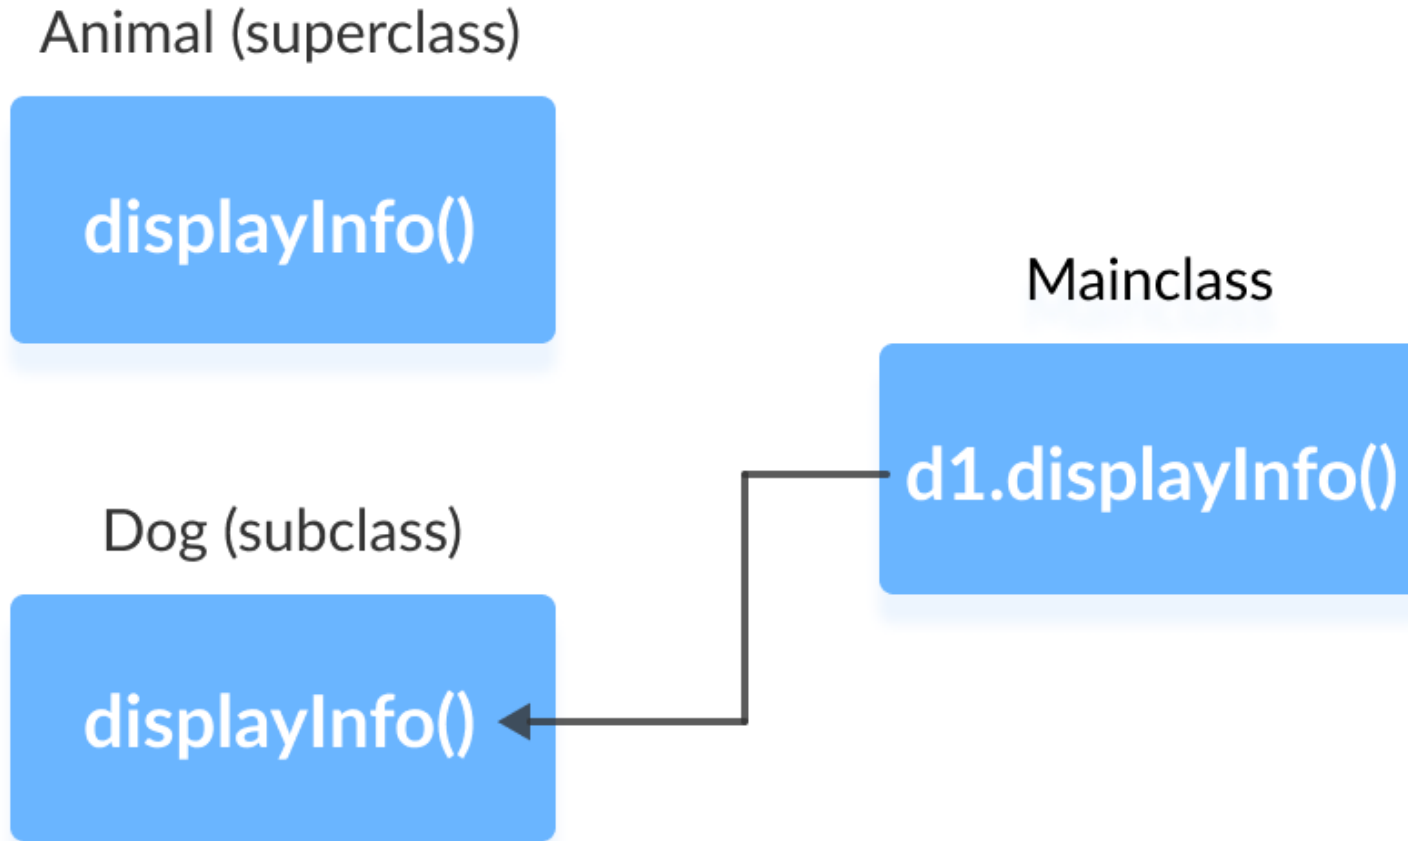 Animal (superclass)
displayInfo()
Mainclass
d1.displayInfo()
Dog (subclass)
displayInfo()